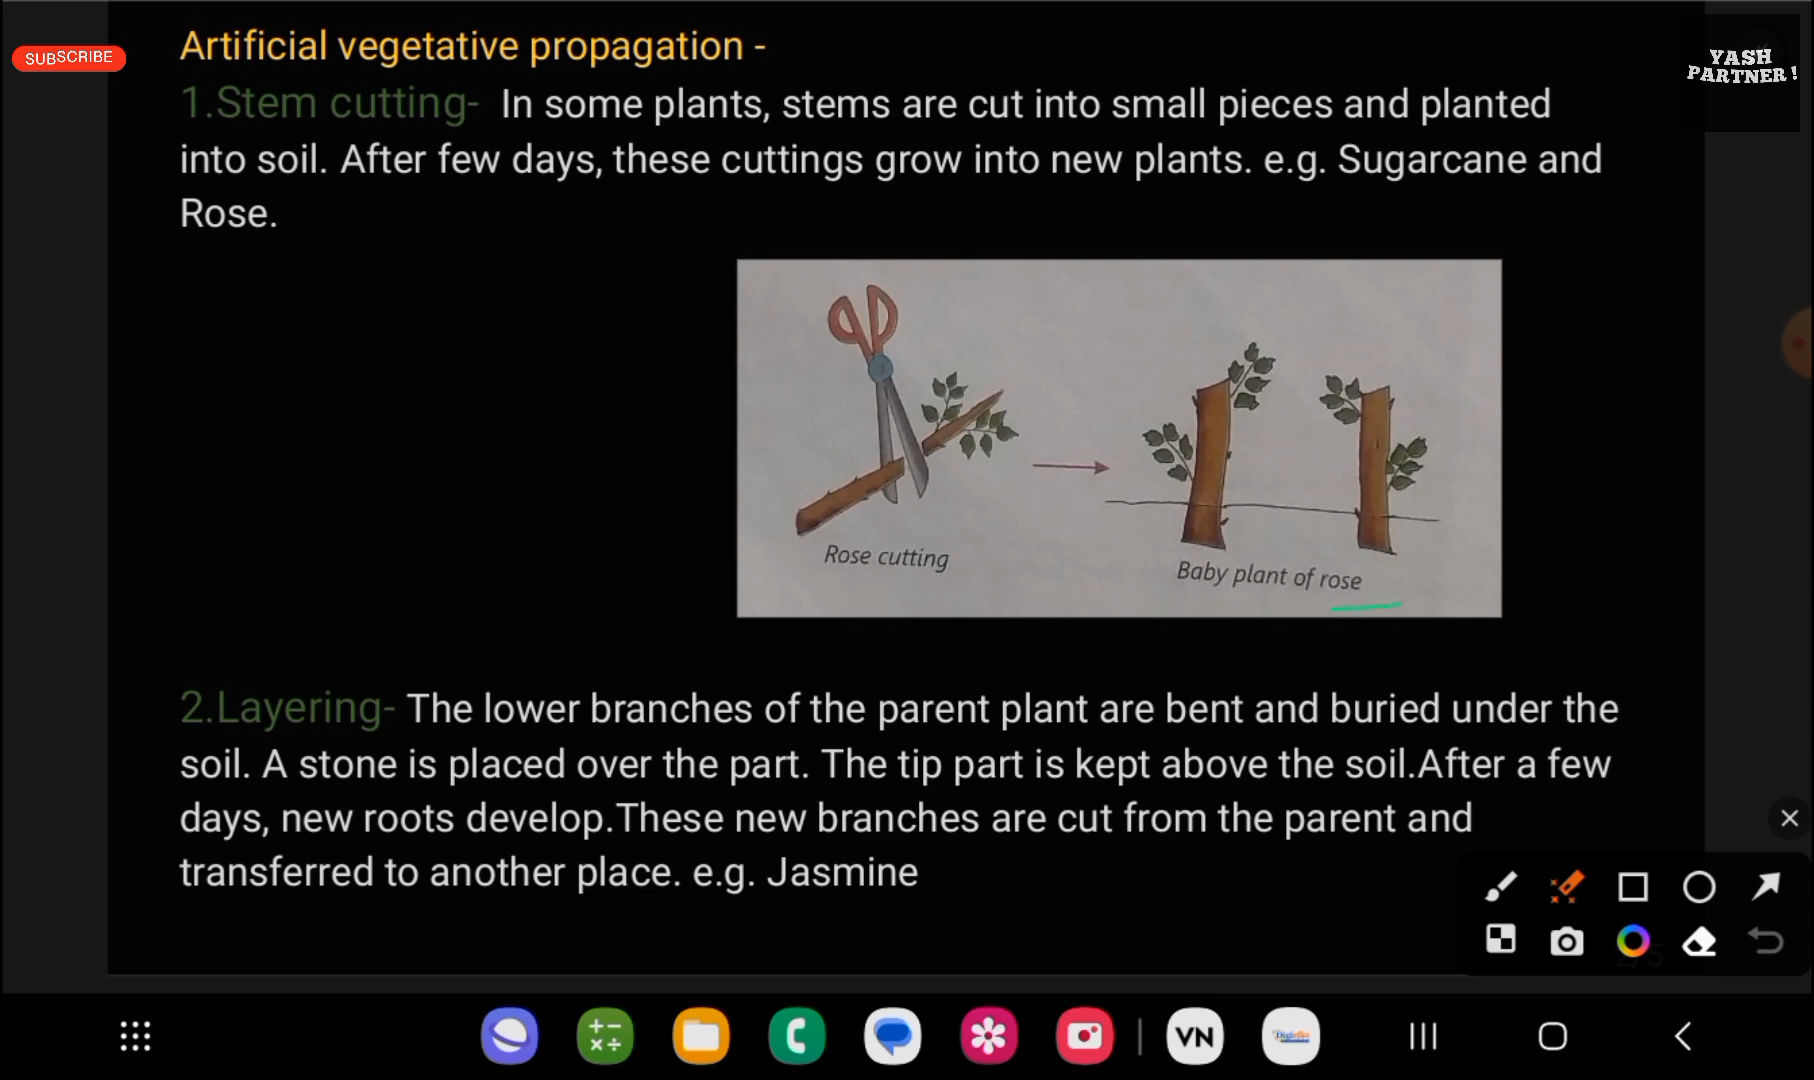 SUBSCRIBE
YASH
PARTNER !
Artificial vegetative propagation -
1.Stem cutting- In some plants, stems are cut into small pieces and planted
into soil. After few days, these cuttings grow into new plants. e.g. Sugarcane and
Rose.
Rose cutting
Baby plant of rose
2.Layering- The lower branches of the parent plant are bent and buried under the
soil. A stone is placed over the part. The tip part is kept above the soil.After a few
days, new roots develop.These new branches are cut from the parent and
transferred to another place. e.g. Jasmine
VN